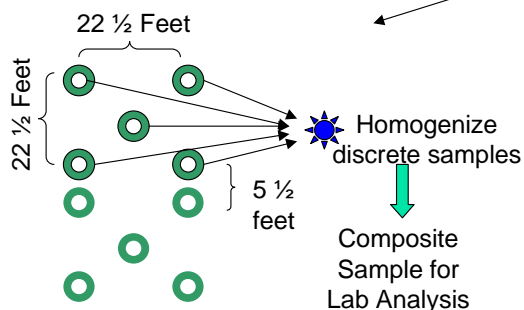 22 ½ Feet
22 ½ Feet
Homogenize
discrete samples
5 ½
feet
Composite
Sample for
Lab Analysis